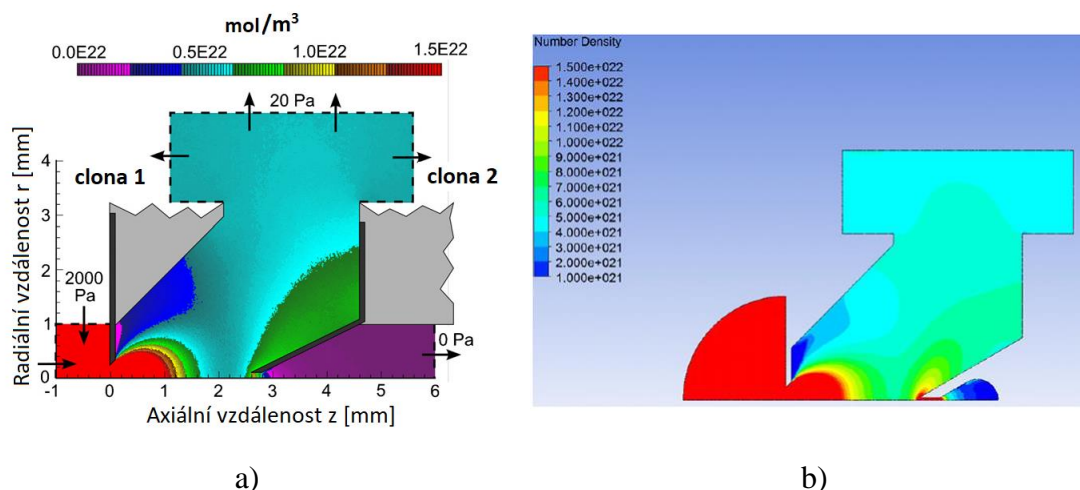 mol/m³
0.0E22 0.5E22 1.0E22 1.5E22
20 Pa
clona 1 clona 2
Radiální vzdálenost r [mm]
4
3
2
1
0
2000
Pa
0 Pa
-1 0 1 2 3 4 5 6
Axiální vzdálenost z [mm]
a)
Number Density
1.500e+022
1.400e+022
1.300e+022
1.200e+022
1.100e+022
1.000e+022
9.000e+021
8.000e+021
7.000e+021
6.000e+021
5.000e+021
4.000e+021
3.000e+021
2.000e+021
1.000e+021
b)